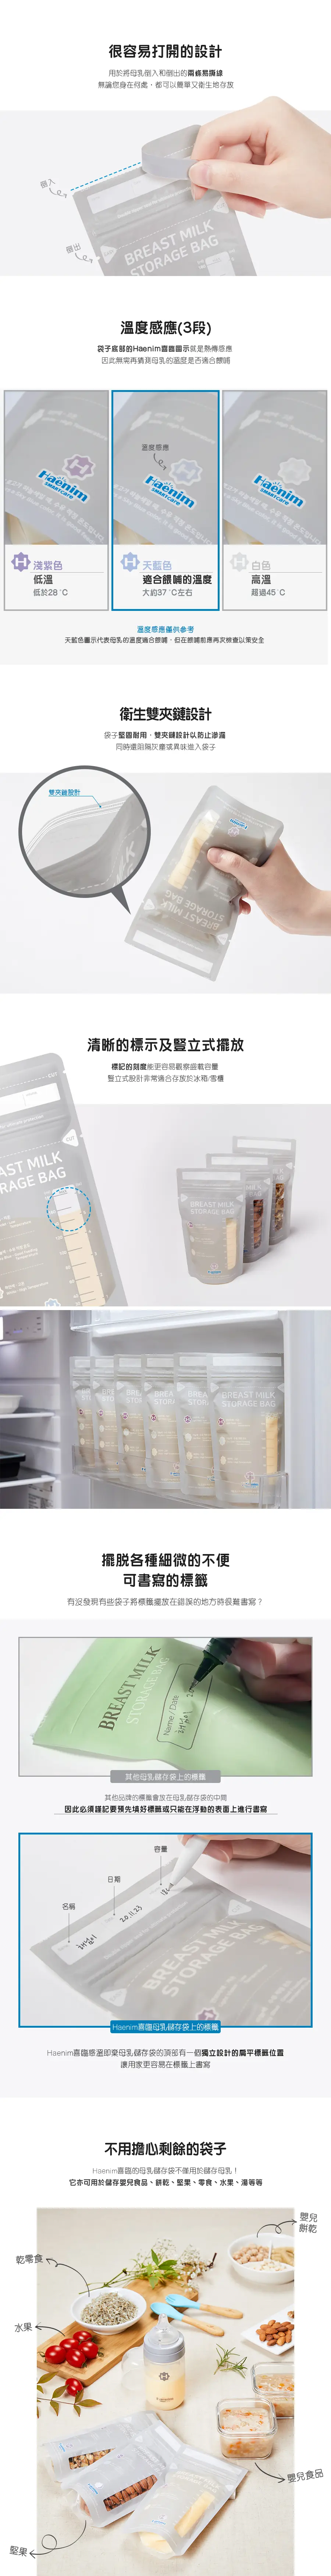 很容易打開的設計
用於將母乳倒入和倒出的兩條易撕線
無論您身在何處，都可以簡單又衛生地存放
倒入
倒出
BREAST MILK
STORAGE BAG
溫度感應(3段)
袋子底部的Haenim喜臨圖示就是熱傳感應
因此無需再猜測母乳的溫度是否適合餵哺
溫度感應
Haenim
SMARTCare
Haenim
SMARTCare
Haenim
SMARTCare
淺紫色
低溫
低於28 °C
天藍色
適合餵哺的溫度
大約37 °C左右
白色
高溫
超過45 °C
溫度感應僅供參考
天藍色圖示代表母乳的溫度適合餵哺，但在餵哺前應再次檢查以策安全
衛生雙夾鏈設計
袋子堅固耐用，雙夾鏈設計以防止滲漏
同時還阻隔灰塵或異味進入袋子
雙夾鏈設計
BREAST MILK
STORAGE BAG
清晰的標示及豎立式擺放
標記的刻度能更容易觀察盛載容量
豎立式設計非常適合存放於冰箱/雪櫃
CUT
AST MILK
RAGE BAG
BREAST MILK
STORAGE BAG
BREAST MILK
STORAGE BAG
擺脫各種細微的不便
可書寫的標籤
有沒發現有些袋子將標籤擺放在錯誤的地方時很難書寫？
BREAST MILK
STORAGE BAG
Name / Date
其他母乳儲存袋上的標籤
其他品牌的標籤會放在母乳儲存袋的中間
因此必須謹記要預先填好標籤或只能在浮動的表面上進行書寫
容量
日期
名稱
20.11.23
BREAST MILK
STORAGE BAG
Haenim喜臨母乳儲存袋上的標籤
Haenim喜臨感溫即棄母乳儲存袋的頂部有一個獨立設計的扁平標籤位置
讓用家更容易在標籤上書寫
不用擔心剩餘的袋子
Haenim喜臨的母乳儲存袋不僅用於儲存母乳！
它亦可用於儲存嬰兒食品、餅乾、堅果、零食、水果、湯等等
嬰兒
餅乾
乾零食
水果
嬰兒食品
堅果